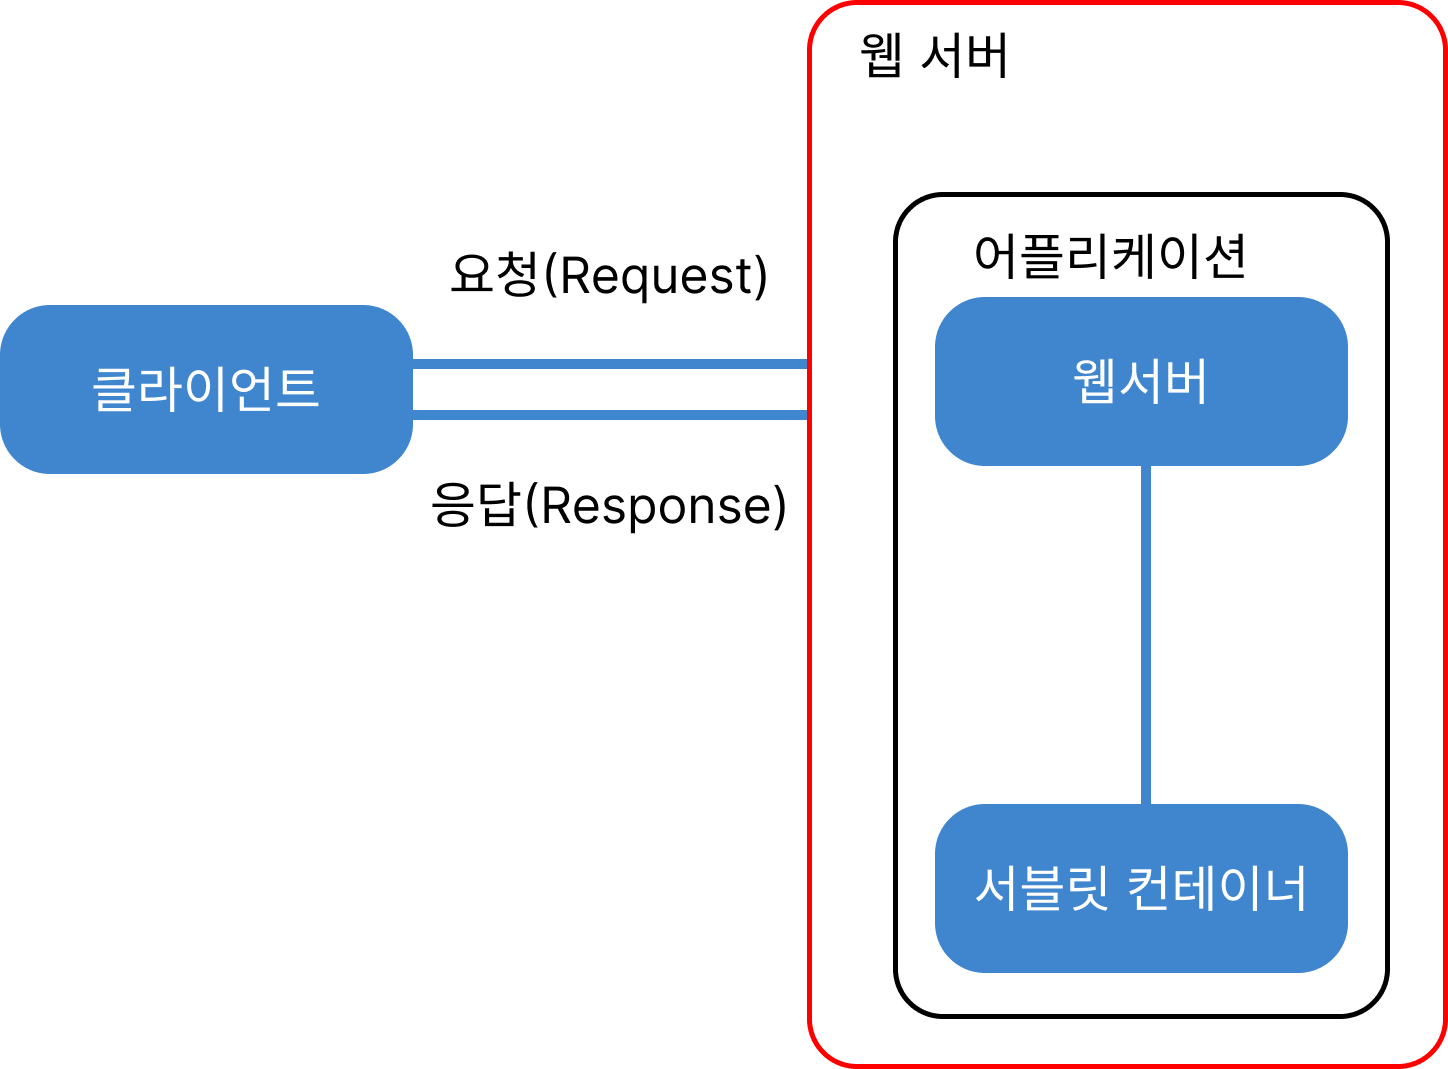 웹 서버
어플리케이션
요청(Request)
클라이언트
웹서버
응답(Response)
서블릿 컨테이너